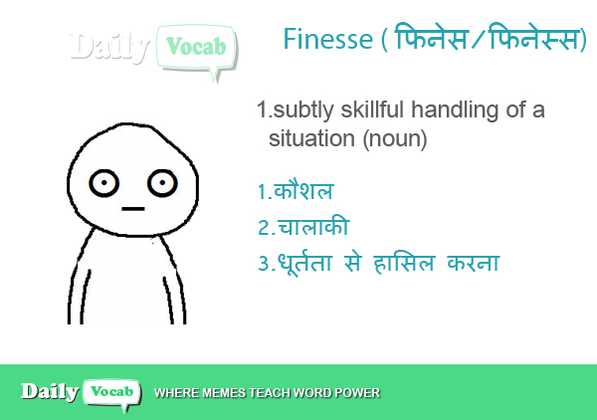 Daily Vocab
Finesse ( फिनेस/फिनेस्स)
1.subtly skillful handling of a
situation (noun)
1.कौशल
2.चालाकी
3.धूर्तता से हासिल करना
Daily Vocab WHERE MEMES TEACH WORD POWER